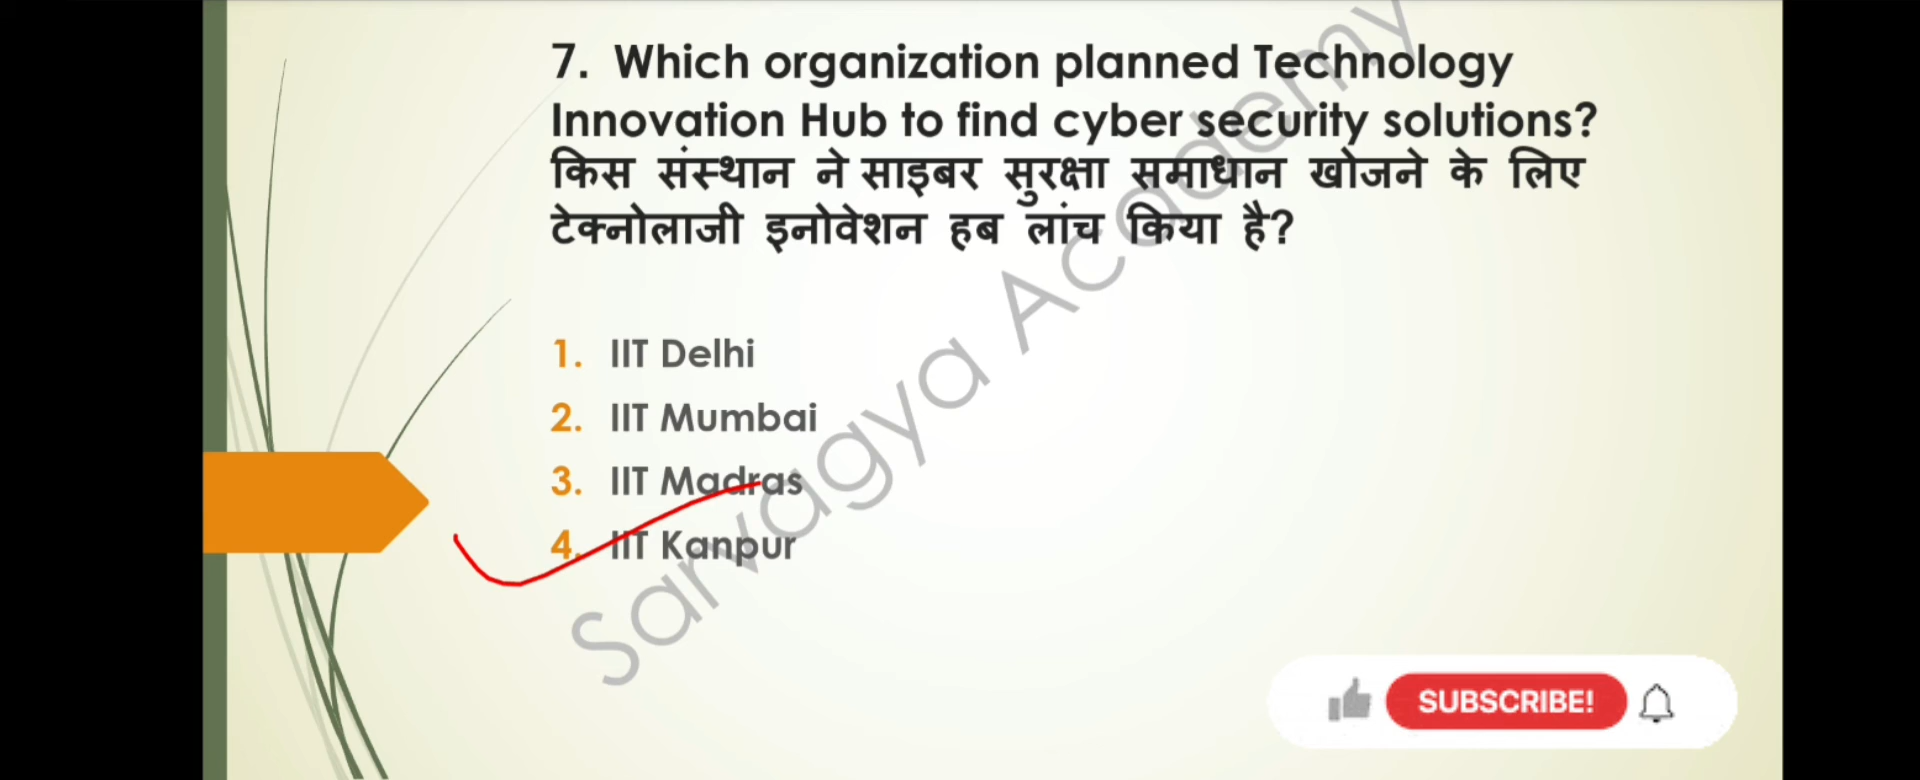 7. Which organization planned Technology
Innovation Hub to find cyber security solutions?
किस संस्थान ने साइबर सुरक्षा समाधान खोजने के लिए
टेक्नोलाजी इनोवेशन हब लांच किया है?
1. IIT Delhi
2. IIT Mumbai
3. IIT Madras
4. IIT Kanpur
Sarvagya Academy
SUBSCRIBE!